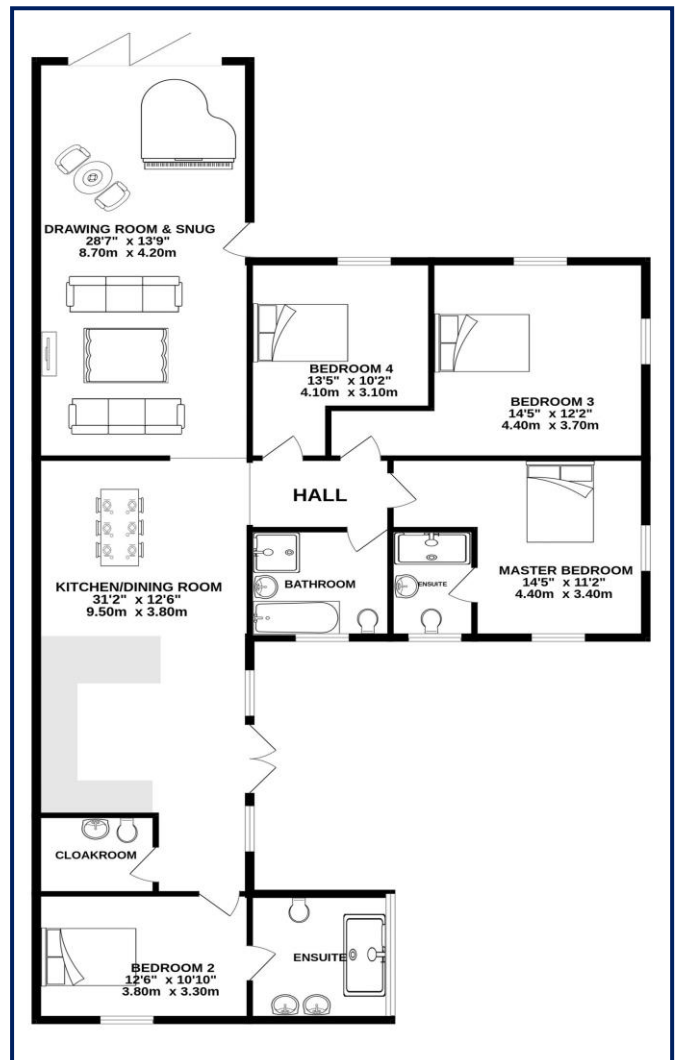 DRAWING ROOM & SNUG
28'7" x 13'9"
8.70m x 4.20m
BEDROOM 4
13'5" x 10'2"
4.10m x 3.10m
BEDROOM 3
14'5" x 12'2"
4.40m x 3.70m
HALL
KITCHEN/DINING ROOM
31'2" x 12'6"
9.50m x 3.80m
BATHROOM
ENSUITE
MASTER BEDROOM
14'5" x 11'2"
4.40m x 3.40m
CLOAKROOM
BEDROOM 2
12'6" x 10'10"
3.80m x 3.30m
ENSUITE